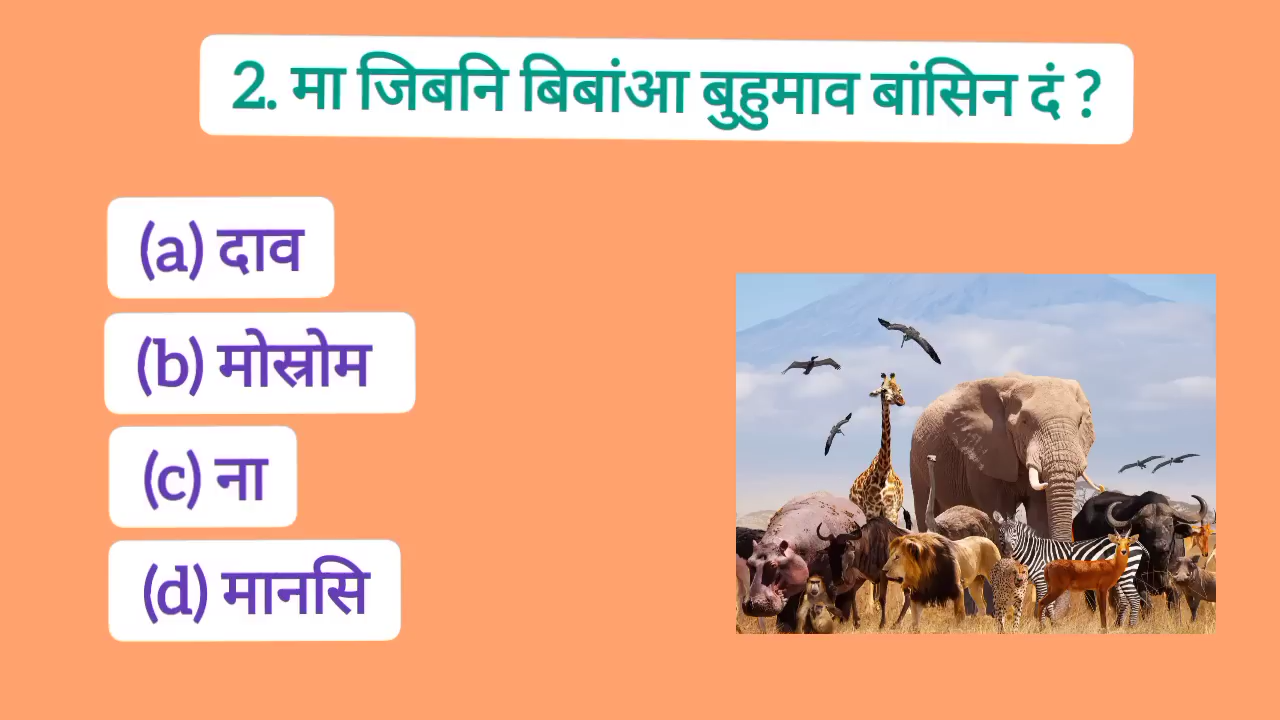 2. मा जिबनि बिबांआ बुहुमाव बांसिन दं ?
(a) दाव
(b) मोस्रोम
(c) ना
(d) मानसि